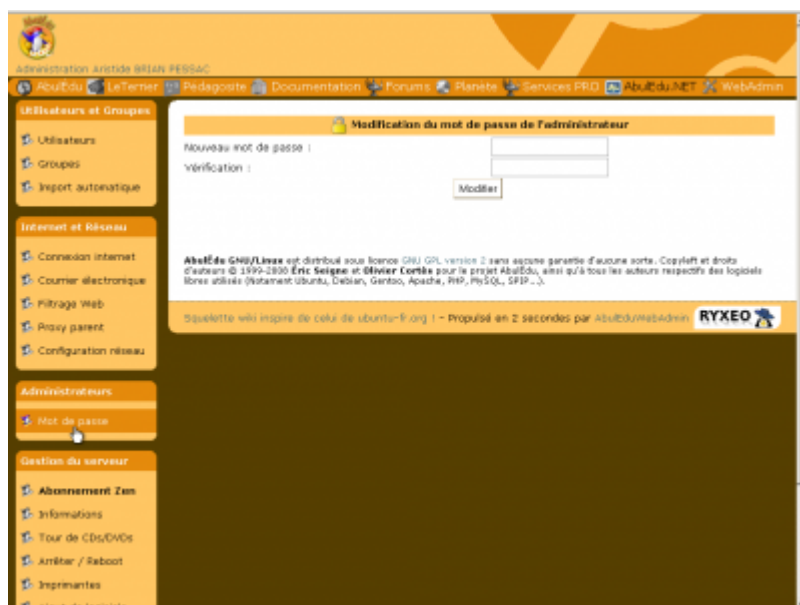 AbulÉdu
Administration Aristide BRIAN PESSAC
AbulÉdu LeTerrier Pedagosite Documentation Forums Planete Services PRO AbulÉdu.NET WebAdmin
Utilisateurs et Groupes
Utilisateurs
Groupes
Import automatique
Internet et Réseau
Connexion internet
Courrier électronique
Filtrage Web
Proxy parent
Configuration réseau
Administrateurs
Mot de passe
Gestion du serveur
Abonnement Zen
Informations
Tour de CDs/DVDs
Arrêter / Reboot
Imprimantes
Modification du mot de passe de l'administrateur
Nouveau mot de passe :
Vérification :
Modifier
AbulÉdu GNU/Linux est distribué sous licence GNU GPL version 2 sans aucune garantie d'aucune sorte. Copyleft et droits
d'auteurs © 1999-2008 Éric Seigne et Olivier Cortès pour le projet AbulÉdu, ainsi qu'à tous les auteurs respectifs des logiciels
libres utilisés (Notament Ubuntu, Debian, Gentoo, Apache, PHP, MySQL, SPIP...).
Squelette wiki inspire de celui de ubuntu-fr.org ! - Propulsé en 2 secondes par AbulEduWebAdmin
RYXEO